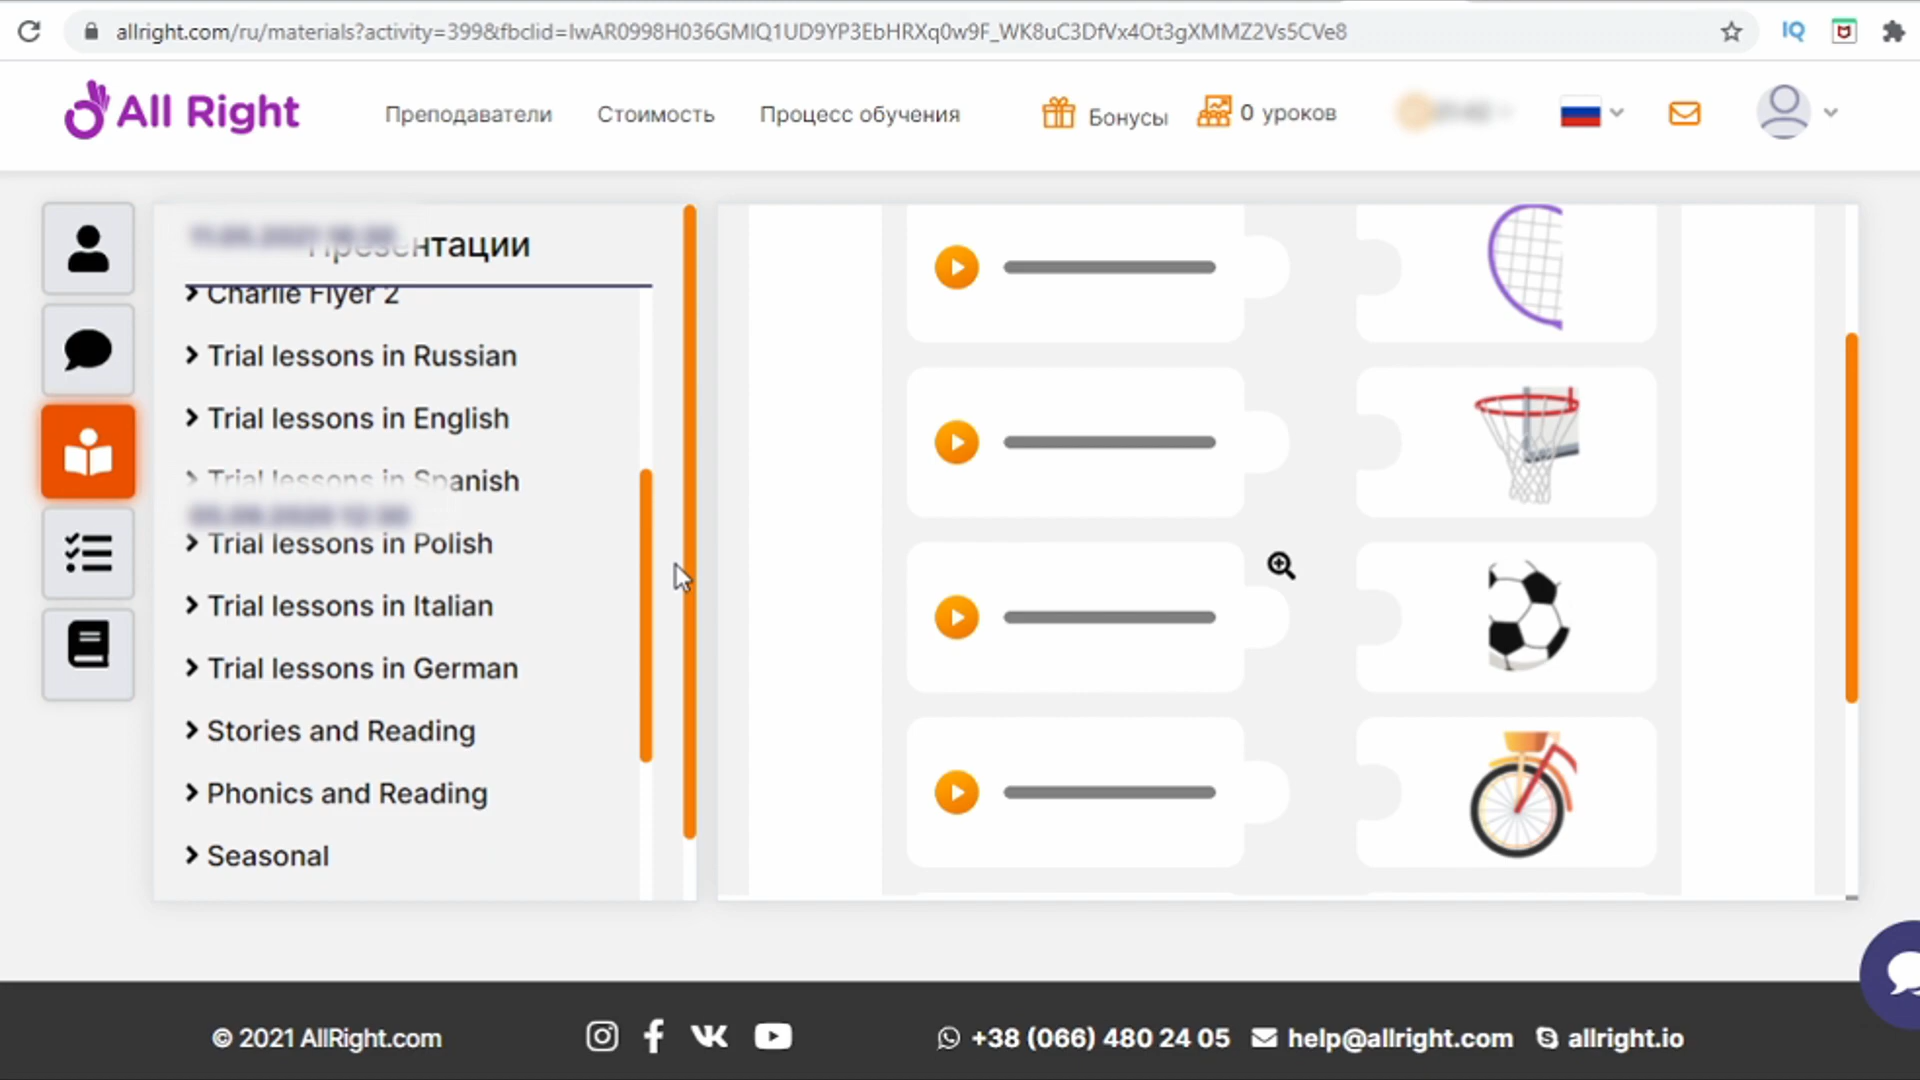 allright.com/ru/materials?activity=399&fbclid=IwAR0998H036GMIQ1UD9YP3EbHRXq0w9F_WK8uC3DfVx4Ot3gXMMZ2Vs5CVe8
IQ
All Right
Преподаватели
Стоимость
Процесс обучения
Бонусы
0 уроков
Презентации
Charlie Flyer 2
Trial lessons in Russian
Trial lessons in English
Trial lessons in Spanish
Trial lessons in Polish
Trial lessons in Italian
Trial lessons in German
Stories and Reading
Phonics and Reading
Seasonal
© 2021 AllRight.com
+38 (066) 480 24 05
help@allright.com
allright.io